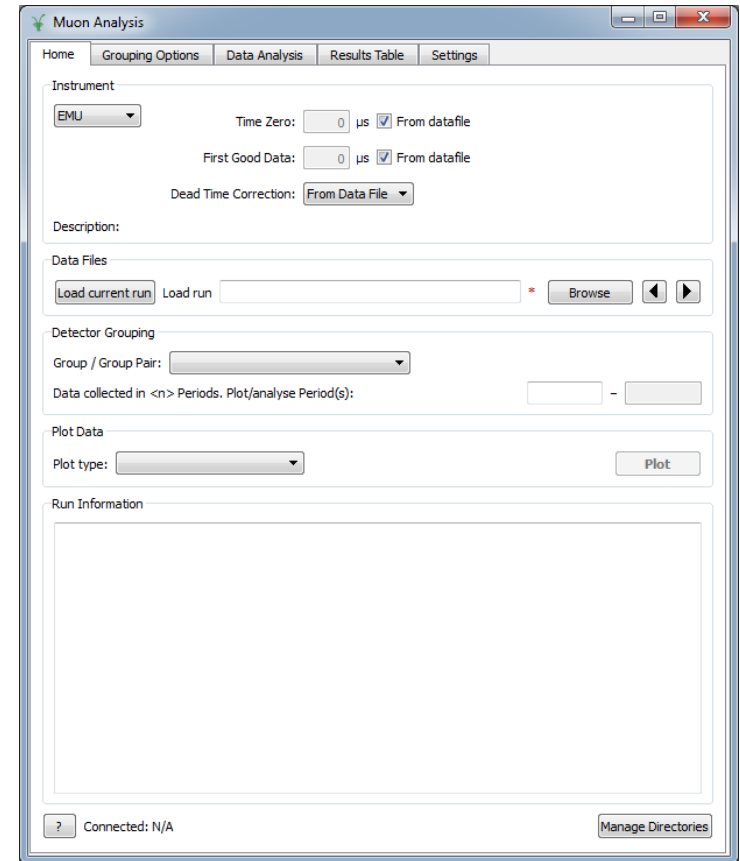 Muon Analysis
Home Grouping Options Data Analysis Results Table Settings
Instrument
EMU Time Zero: 0 µs From datafile
First Good Data: 0 µs From datafile
Dead Time Correction: From Data File
Description:
Data Files
Load current run Load run * Browse
Detector Grouping
Group / Group Pair:
Data collected in <n> Periods. Plot/analyse Period(s): –
Plot Data
Plot type: Plot
Run Information
? Connected: N/A Manage Directories